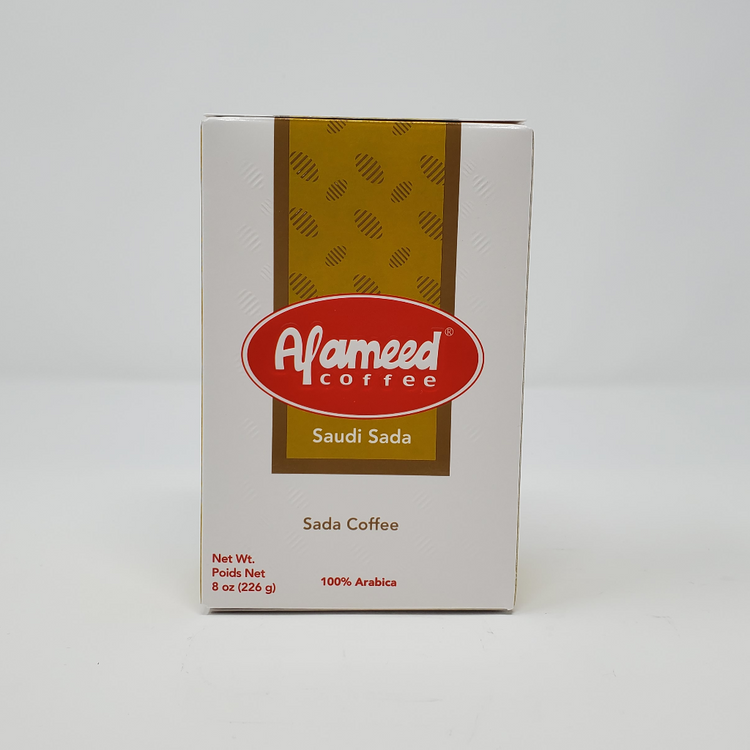 Alameed®
coffee
Saudi Sada
Sada Coffee
Net Wt.
Poids Net
8 oz (226 g)
100% Arabica